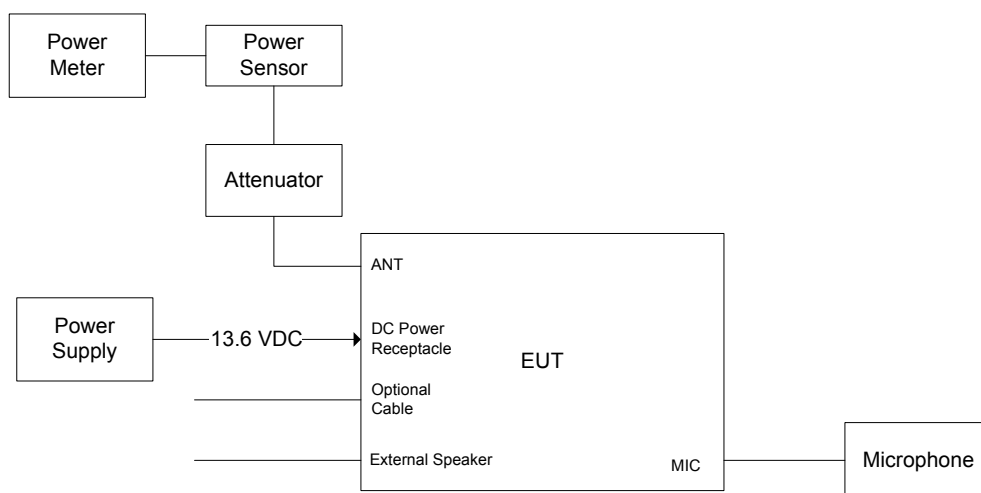 Power
Meter
Power
Sensor
Attenuator
ANT
Power
Supply
13.6 VDC
DC Power
Receptacle
EUT
Optional
Cable
External Speaker
MIC
Microphone